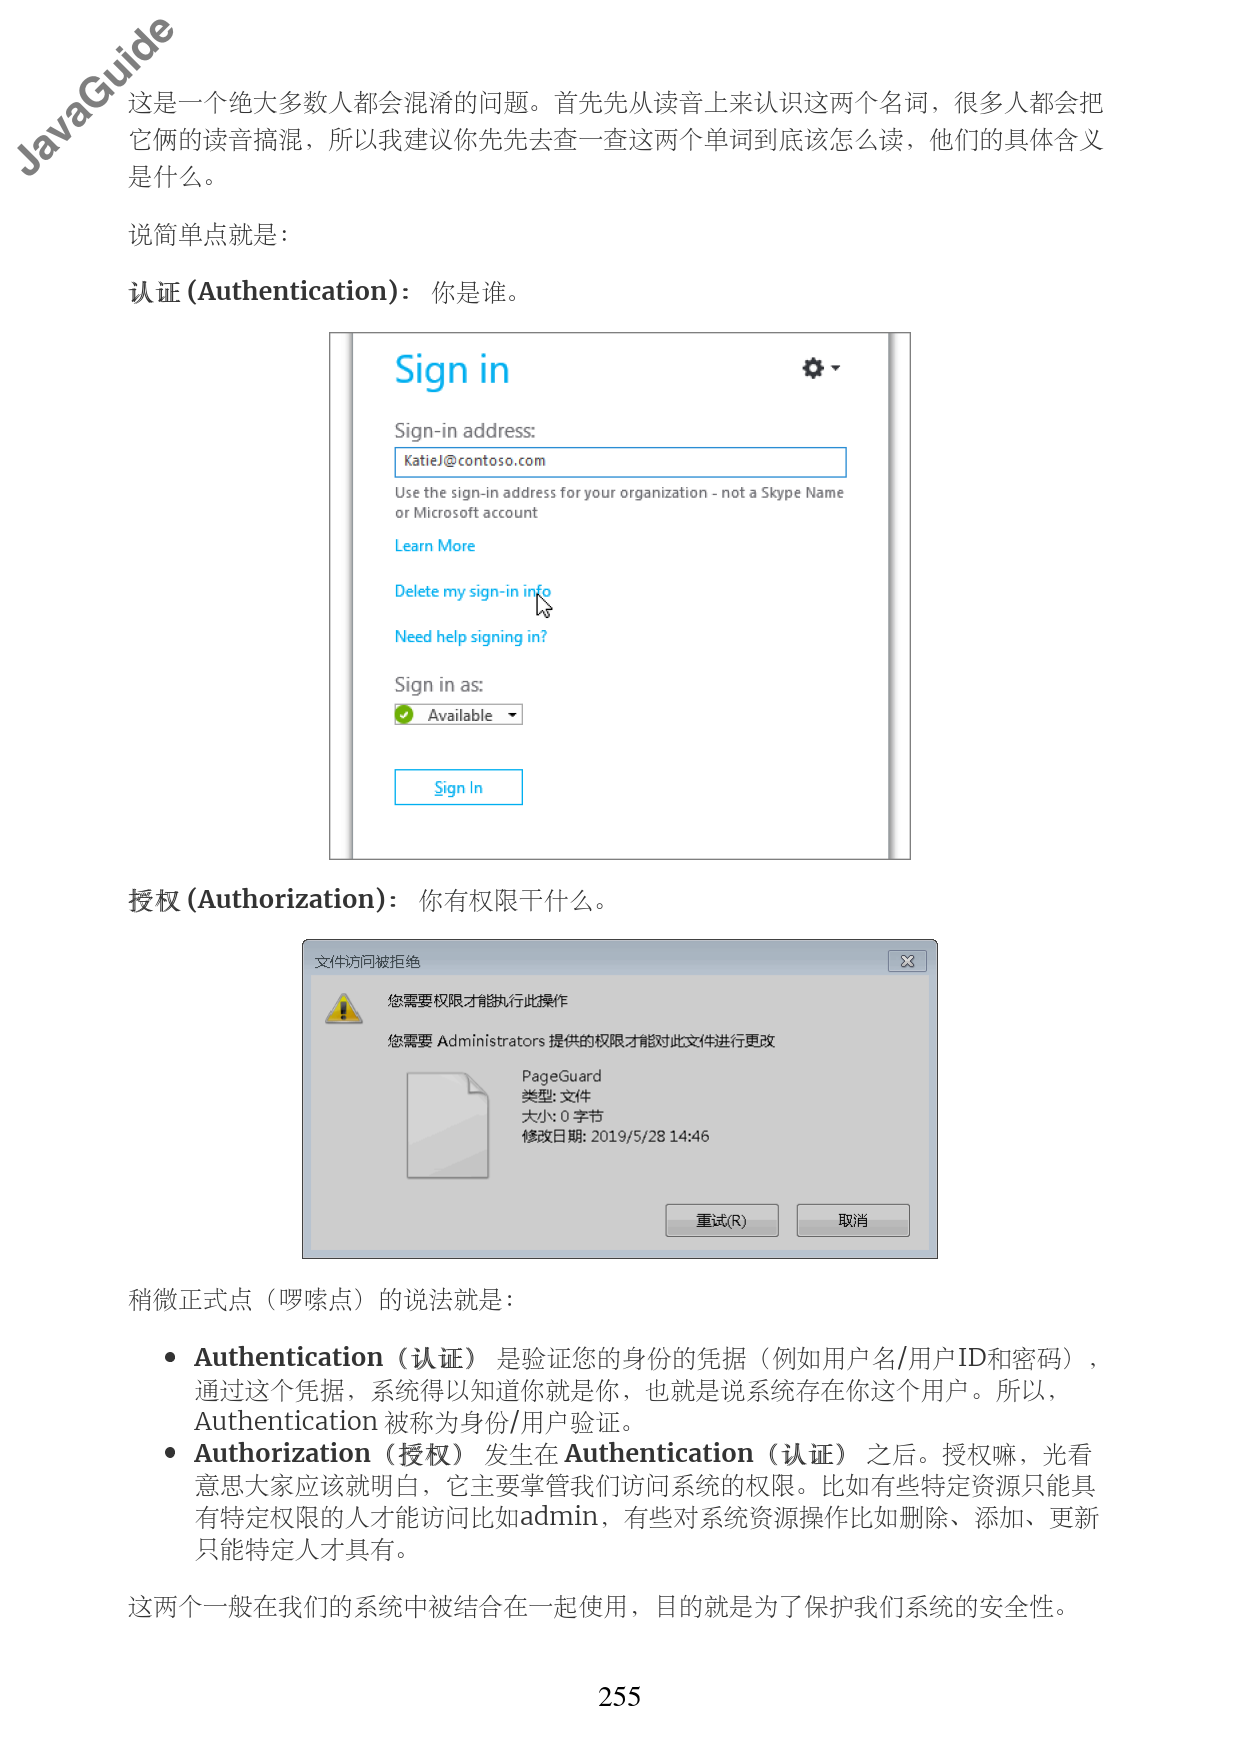 JavaGuide
这是一个绝大多数人都会混淆的问题。首先先从读音上来认识这两个名词，很多人都会把
它俩的读音搞混，所以我建议你先先去查一查这两个单词到底该怎么读，他们的具体含义
是什么。
说简单点就是：
认证 (Authentication)： 你是谁。
Sign in
Sign-in address:
KatieJ@contoso.com
Use the sign-in address for your organization - not a Skype Name
or Microsoft account
Learn More
Delete my sign-in info
Need help signing in?
Sign in as:
Available
Sign In
授权 (Authorization)： 你有权限干什么。
文件访问被拒绝
您需要权限才能执行此操作
您需要 Administrators 提供的权限才能对此文件进行更改
PageGuard
类型: 文件
大小: 0 字节
修改日期: 2019/5/28 14:46
重试(R) 取消
稍微正式点（啰嗦点）的说法就是：
• Authentication（认证） 是验证您的身份的凭据（例如用户名/用户ID和密码），
通过这个凭据，系统得以知道你就是你，也就是说系统存在你这个用户。所以，
Authentication 被称为身份/用户验证。
• Authorization（授权） 发生在 Authentication（认证） 之后。授权嘛，光看
意思大家应该就明白，它主要掌管我们访问系统的权限。比如有些特定资源只能具
有特定权限的人才能访问比如admin，有些对系统资源操作比如删除、添加、更新
只能特定人才具有。
这两个一般在我们的系统中被结合在一起使用，目的就是为了保护我们系统的安全性。
255